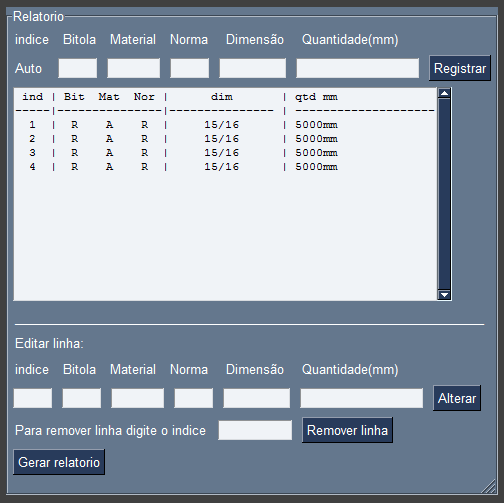 Relatorio
indice Bitola Material Norma Dimensão Quantidade(mm)
Auto Registrar
ind | Bit Mat Nor | dim | qtd mm
-----|---------------|--------------- | --------------------
1 | R A R | 15/16 | 5000mm
2 | R A R | 15/16 | 5000mm
3 | R A R | 15/16 | 5000mm
4 | R A R | 15/16 | 5000mm
Editar linha:
indice Bitola Material Norma Dimensão Quantidade(mm)
Alterar
Para remover linha digite o indice Remover linha
Gerar relatorio